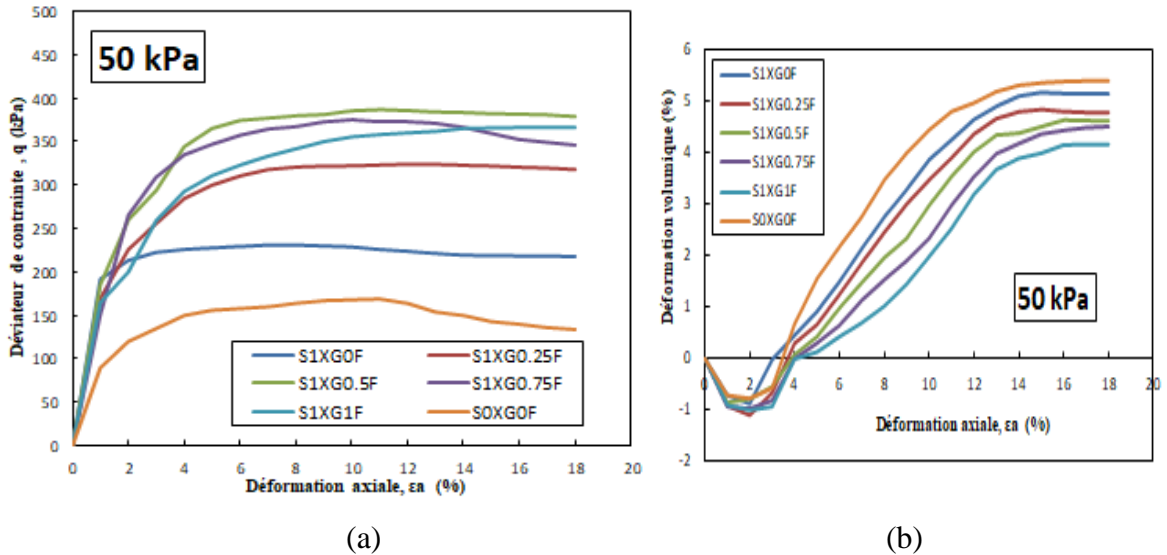 50 kPa
Déviateur de contrainte , q (kPa)
500
450
400
350
300
250
200
150
100
50
0
0 2 4 6 8 10 12 14 16 18 20
Déformation axiale, εa (%)
S1XG0F S1XG0.25F
S1XG0.5F S1XG0.75F
S1XG1F S0XG0F
(a)
Déformation volumique (%)
6
5
4
3
2
1
0
-1
-2
0 2 4 6 8 10 12 14 16 18 20
S1XG0F
S1XG0.25F
S1XG0.5F
S1XG0.75F
S1XG1F
S0XG0F
50 kPa
Déformation axiale, εa (%)
(b)